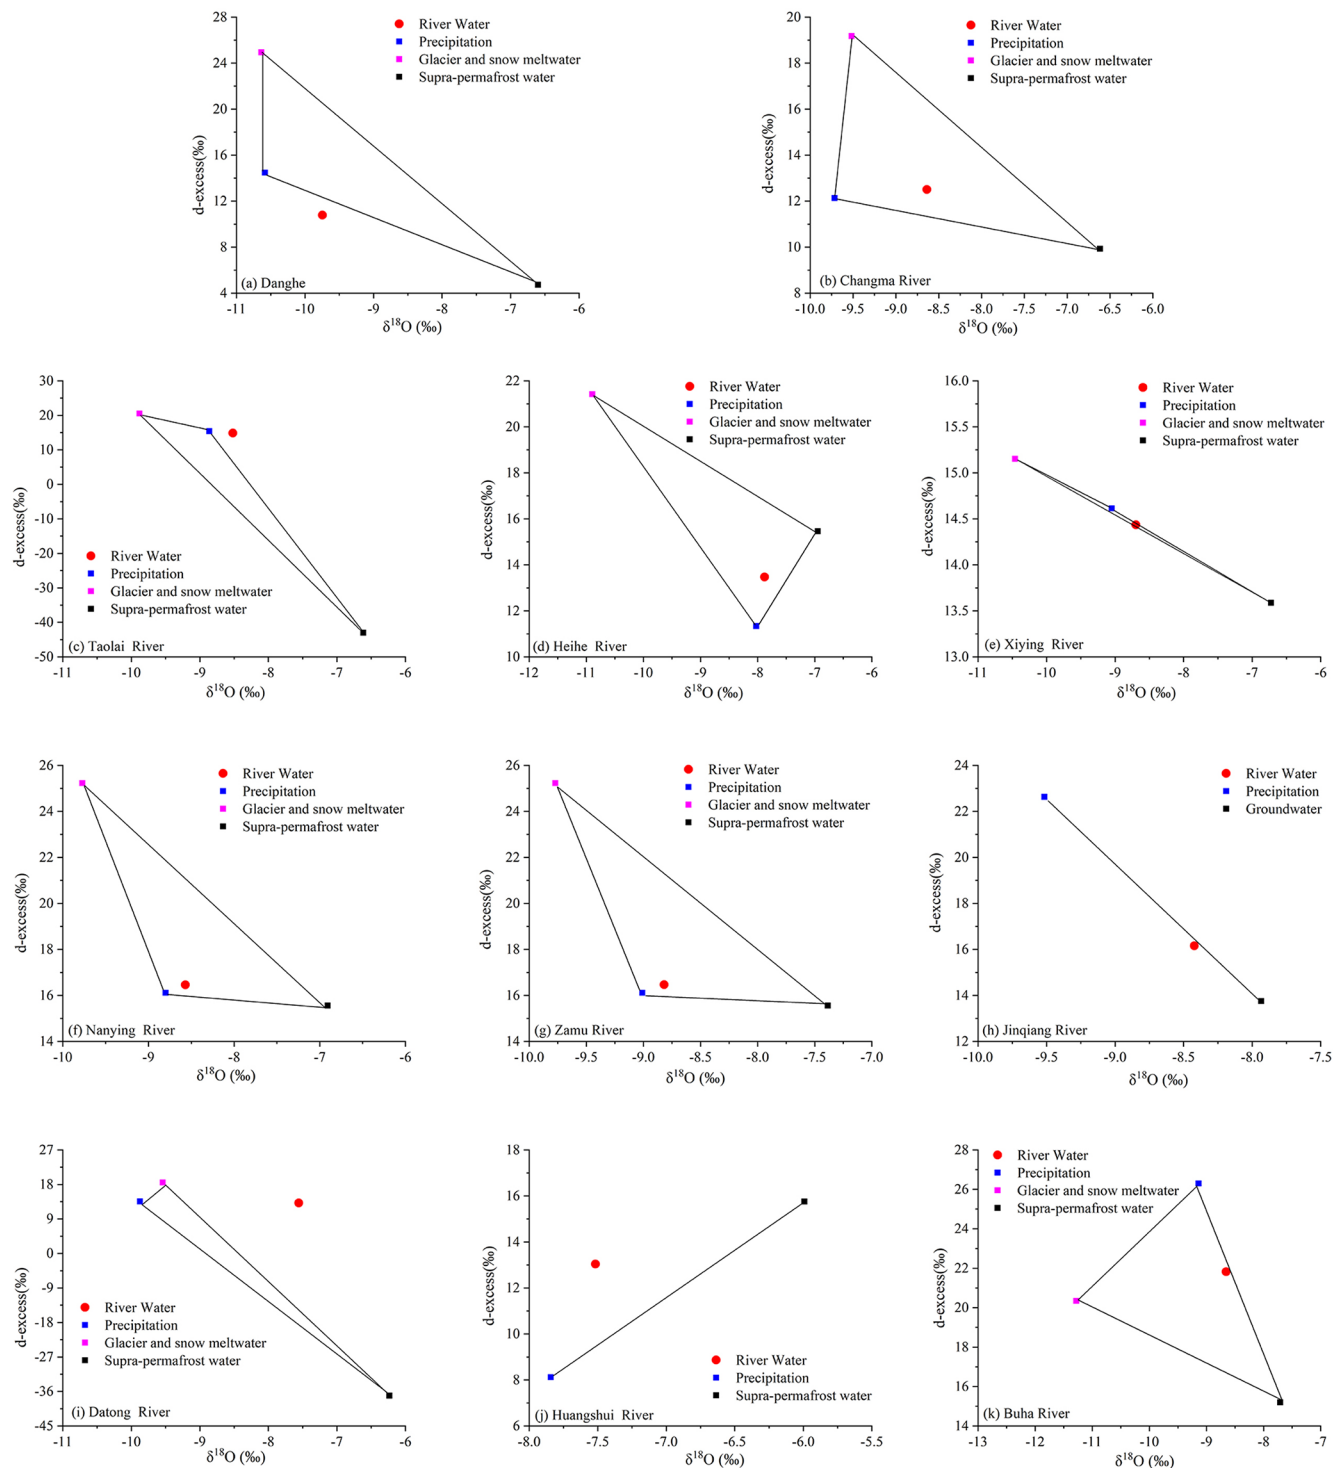 River Water
Precipitation
Glacier and snow meltwater
Supra-permafrost water
28
24
20
16
12
8
4
d-excess(‰)
(a) Danghe
-11
-10
-9
-8
-7
-6
δ18O (‰)
River Water
Precipitation
Glacier and snow meltwater
Supra-permafrost water
20
18
16
14
12
10
8
d-excess(‰)
(b) Changma River
-10.0
-9.5
-9.0
-8.5
-8.0
-7.5
-7.0
-6.5
-6.0
δ18O (‰)
30
20
10
0
-10
-20
-30
-40
-50
d-excess(‰)
River Water
Precipitation
Glacier and snow meltwater
Supra-permafrost water
(c) Taolai River
-11
-10
-9
-8
-7
-6
δ18O (‰)
River Water
Precipitation
Glacier and snow meltwater
Supra-permafrost water
22
20
18
16
14
12
10
d-excess(‰)
(d) Heihe River
-12
-11
-10
-9
-8
-7
-6
δ18O (‰)
River Water
Precipitation
Glacier and snow meltwater
Supra-permafrost water
16.0
15.5
15.0
14.5
14.0
13.5
13.0
d-excess(‰)
(e) Xiying River
-11
-10
-9
-8
-7
-6
δ18O (‰)
River Water
Precipitation
Glacier and snow meltwater
Supra-permafrost water
26
24
22
20
18
16
14
d-excess(‰)
(f) Nanying River
-10
-9
-8
-7
-6
δ18O (‰)
River Water
Precipitation
Glacier and snow meltwater
Supra-permafrost water
26
24
22
20
18
16
14
d-excess(‰)
(g) Zamu River
-10.0
-9.5
-9.0
-8.5
-8.0
-7.5
-7.0
δ18O (‰)
River Water
Precipitation
Groundwater
24
22
20
18
16
14
12
d-excess(‰)
(h) Jinqiang River
-10.0
-9.5
-9.0
-8.5
-8.0
-7.5
δ18O (‰)
27
18
9
0
-9
-18
-27
-36
-45
d-excess(‰)
River Water
Precipitation
Glacier and snow meltwater
Supra-permafrost water
(i) Datong River
-11
-10
-9
-8
-7
-6
δ18O (‰)
18
16
14
12
10
8
6
d-excess(‰)
River Water
Precipitation
Supra-permafrost water
(j) Huangshui River
-8.0
-7.5
-7.0
-6.5
-6.0
-5.5
δ18O (‰)
River Water
Precipitation
Glacier and snow meltwater
Supra-permafrost water
28
26
24
22
20
18
16
14
d-excess(‰)
(k) Buha River
-13
-12
-11
-10
-9
-8
-7
δ18O (‰)